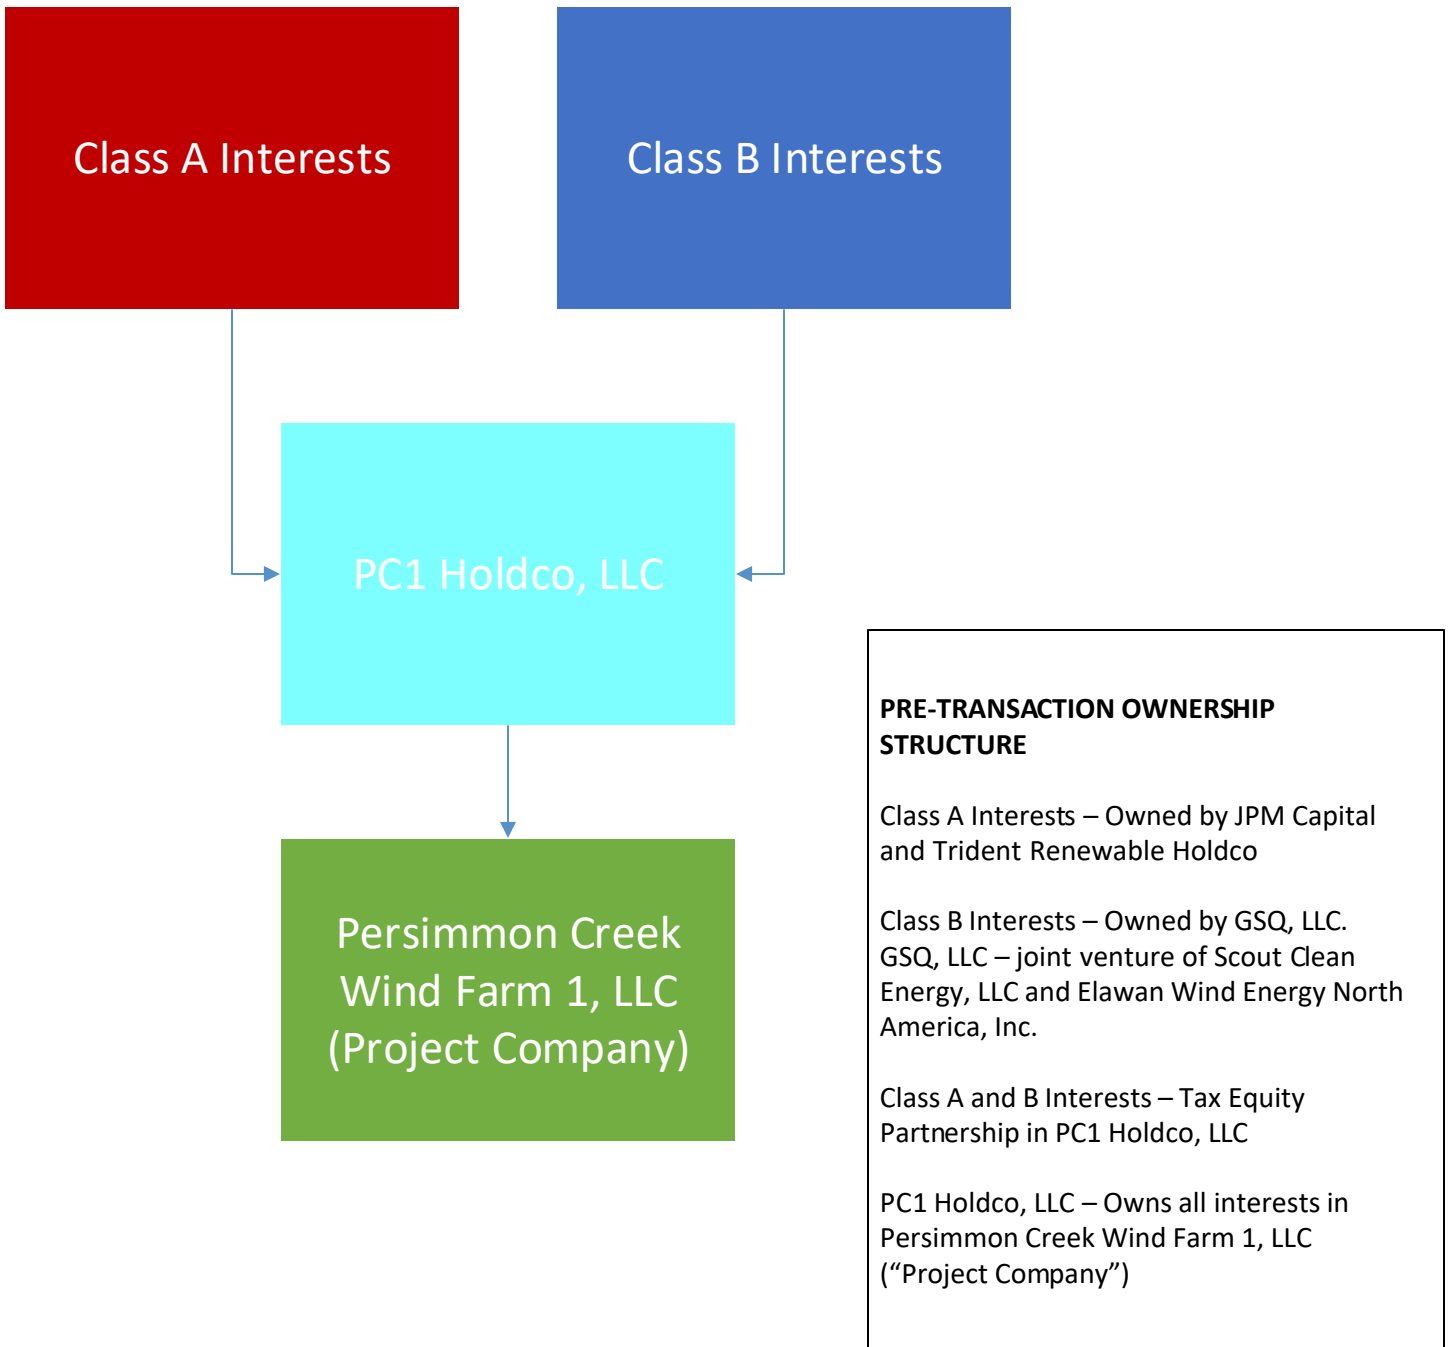 Class A Interests
Class B Interests
PC1 Holdco, LLC
Persimmon Creek
Wind Farm 1, LLC
(Project Company)
PRE-TRANSACTION OWNERSHIP
STRUCTURE
Class A Interests – Owned by JPM Capital
and Trident Renewable Holdco
Class B Interests – Owned by GSQ, LLC.
GSQ, LLC – joint venture of Scout Clean
Energy, LLC and Elawan Wind Energy North
America, Inc.
Class A and B Interests – Tax Equity
Partnership in PC1 Holdco, LLC
PC1 Holdco, LLC – Owns all interests in
Persimmon Creek Wind Farm 1, LLC
(“Project Company”)